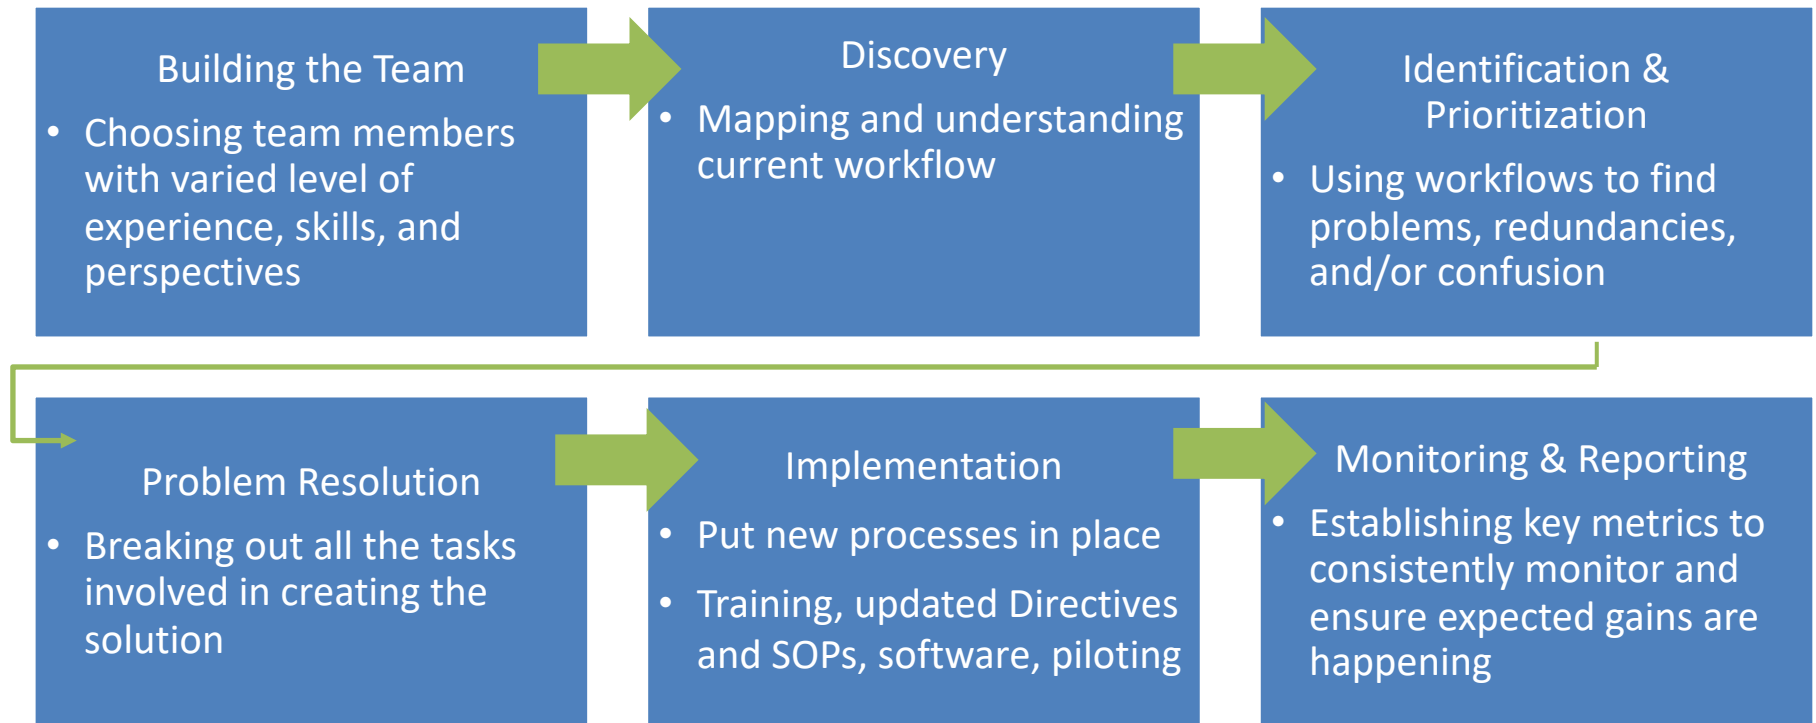 Building the Team
• Choosing team members
with varied level of
experience, skills, and
perspectives
Discovery
• Mapping and understanding
current workflow
Identification &
Prioritization
• Using workflows to find
problems, redundancies,
and/or confusion
Problem Resolution
• Breaking out all the tasks
involved in creating the
solution
Implementation
• Put new processes in place
• Training, updated Directives
and SOPs, software, piloting
Monitoring & Reporting
• Establishing key metrics to
consistently monitor and
ensure expected gains are
happening